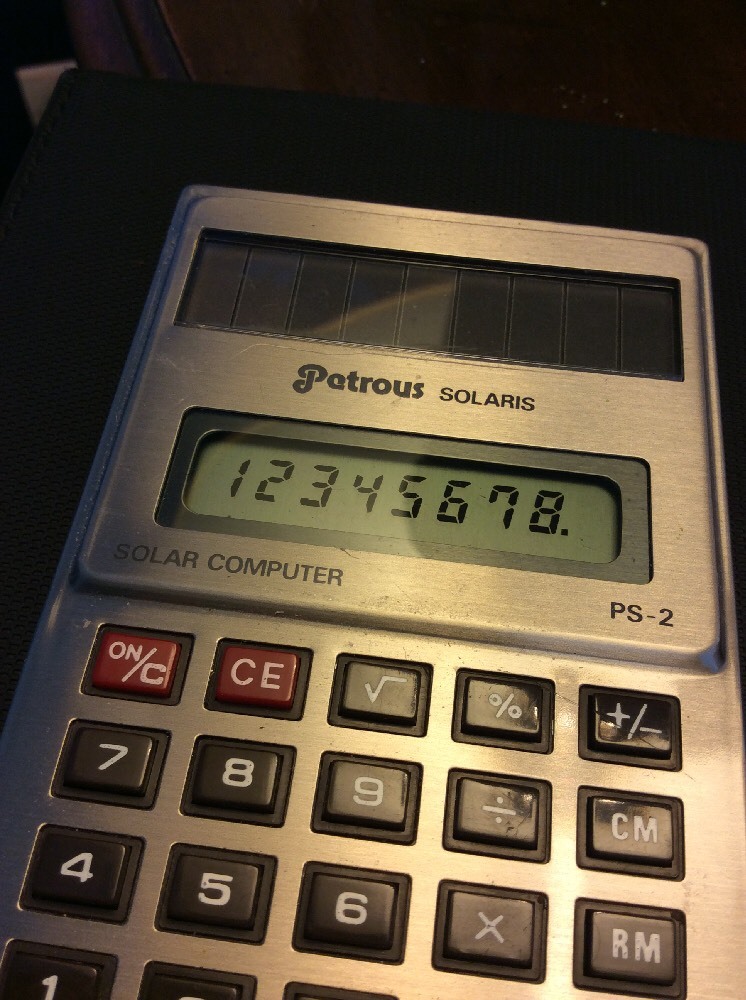 Petrous SOLARIS
12345678.
SOLAR COMPUTER
PS-2
ON/C CE √ % +/−
7 8 9 ÷ CM
4 5 6 × RM
1